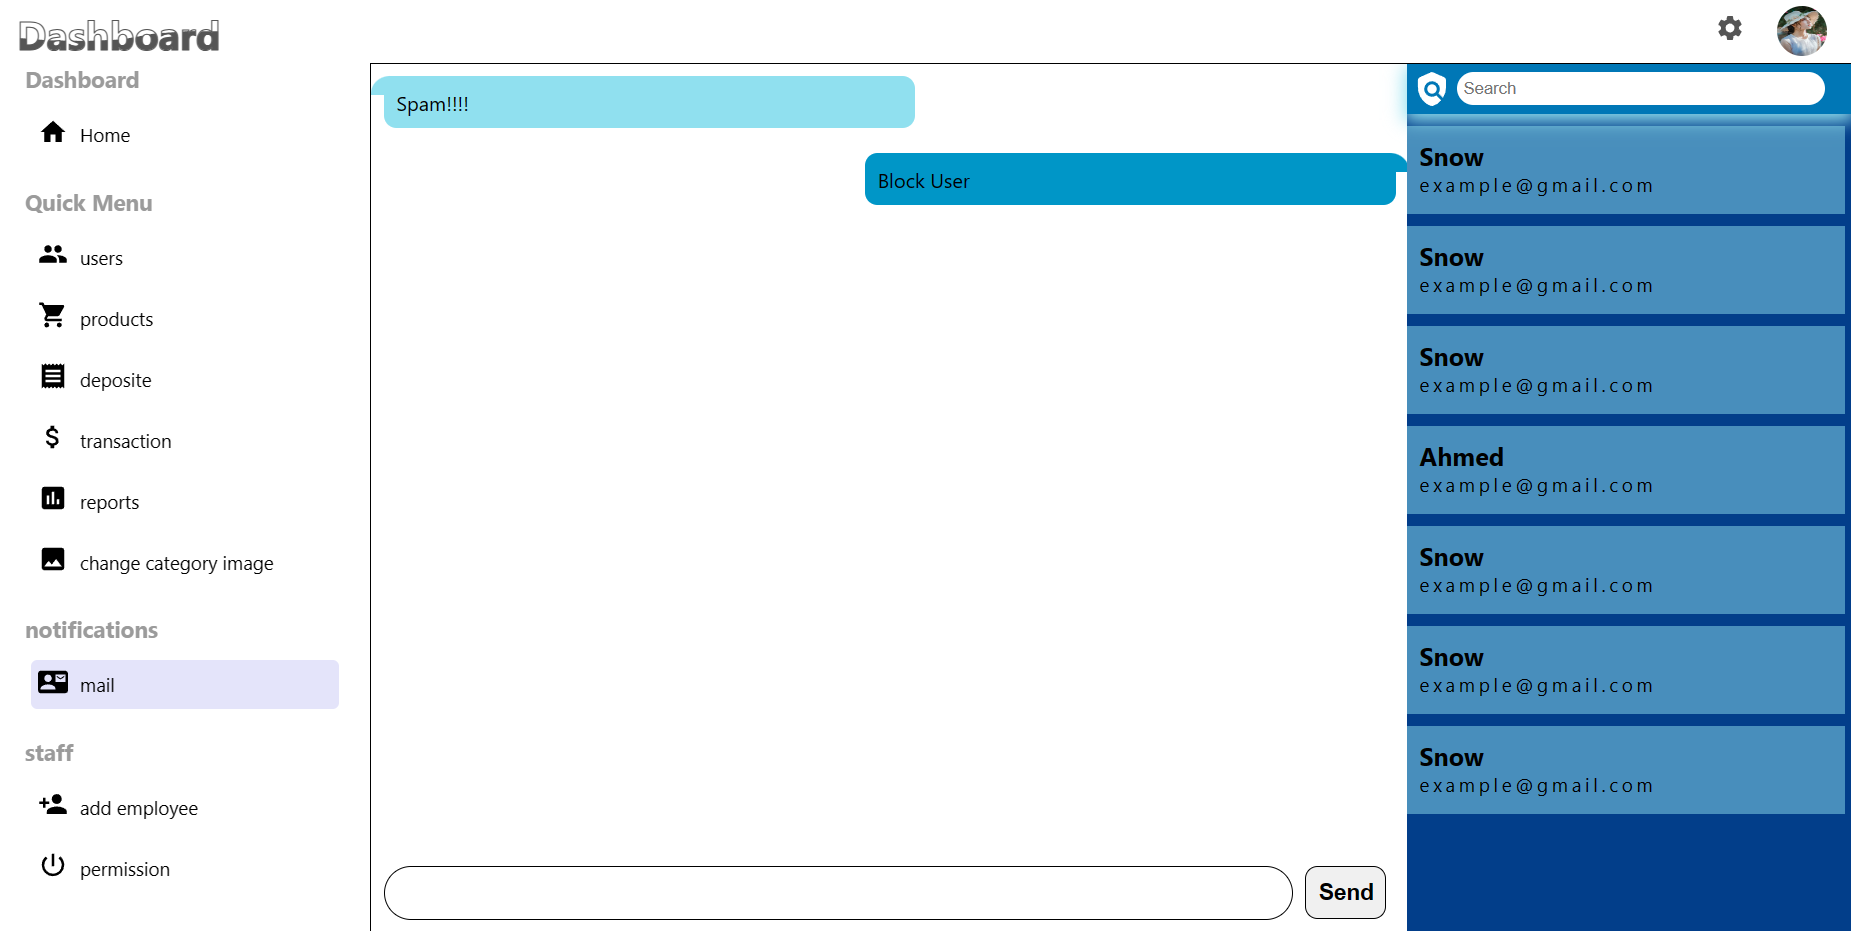 Dashboard
Dashboard
Home
Quick Menu
users
products
deposite
transaction
reports
change category image
notifications
mail
staff
add employee
permission
Spam!!!!
Block User
Send
Search
Snow
example@gmail.com
Snow
example@gmail.com
Snow
example@gmail.com
Ahmed
example@gmail.com
Snow
example@gmail.com
Snow
example@gmail.com
Snow
example@gmail.com